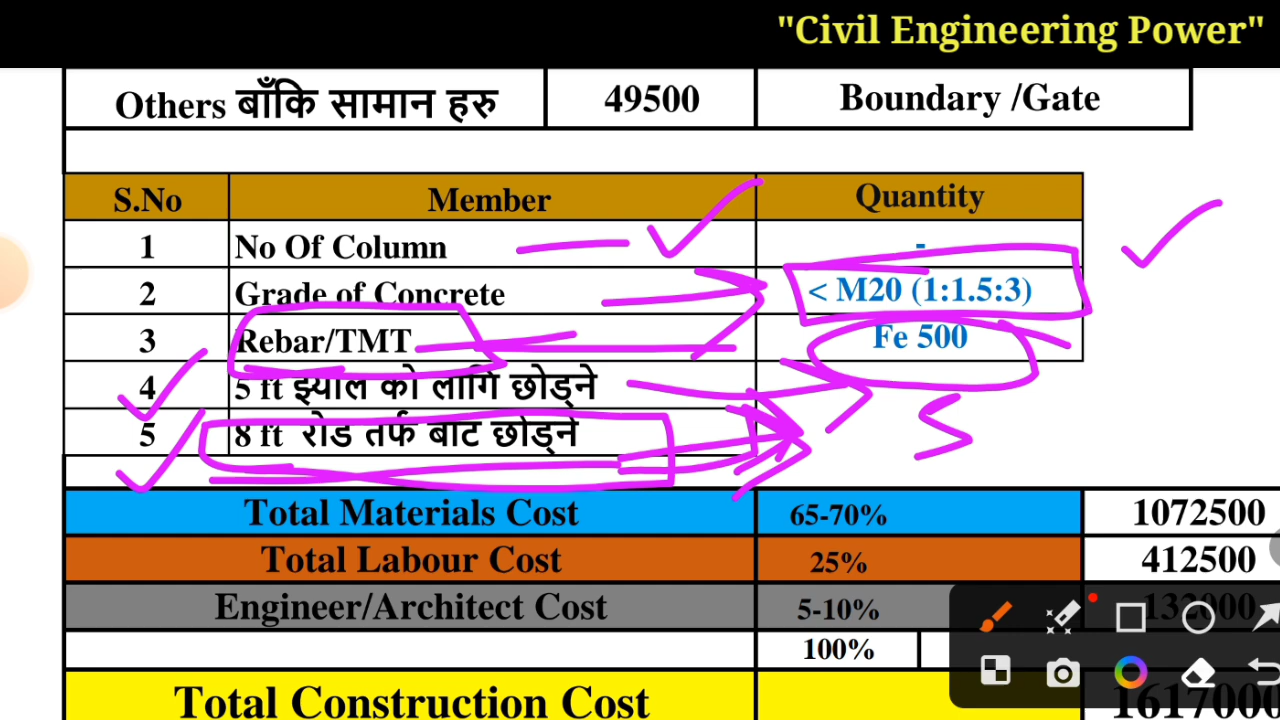 "Civil Engineering Power"
Others बाँकि सामान हरु 49500 Boundary /Gate
S.No Member Quantity
1 No Of Column -
2 Grade of Concrete < M20 (1:1.5:3)
3 Rebar/TMT Fe 500
4 5 ft झ्याल को लागि छोड्ने
5 8 ft रोड तर्फ बाट छोड्ने
Total Materials Cost 65-70% 1072500
Total Labour Cost 25% 412500
Engineer/Architect Cost 5-10% 132000
100%
Total Construction Cost 1617000